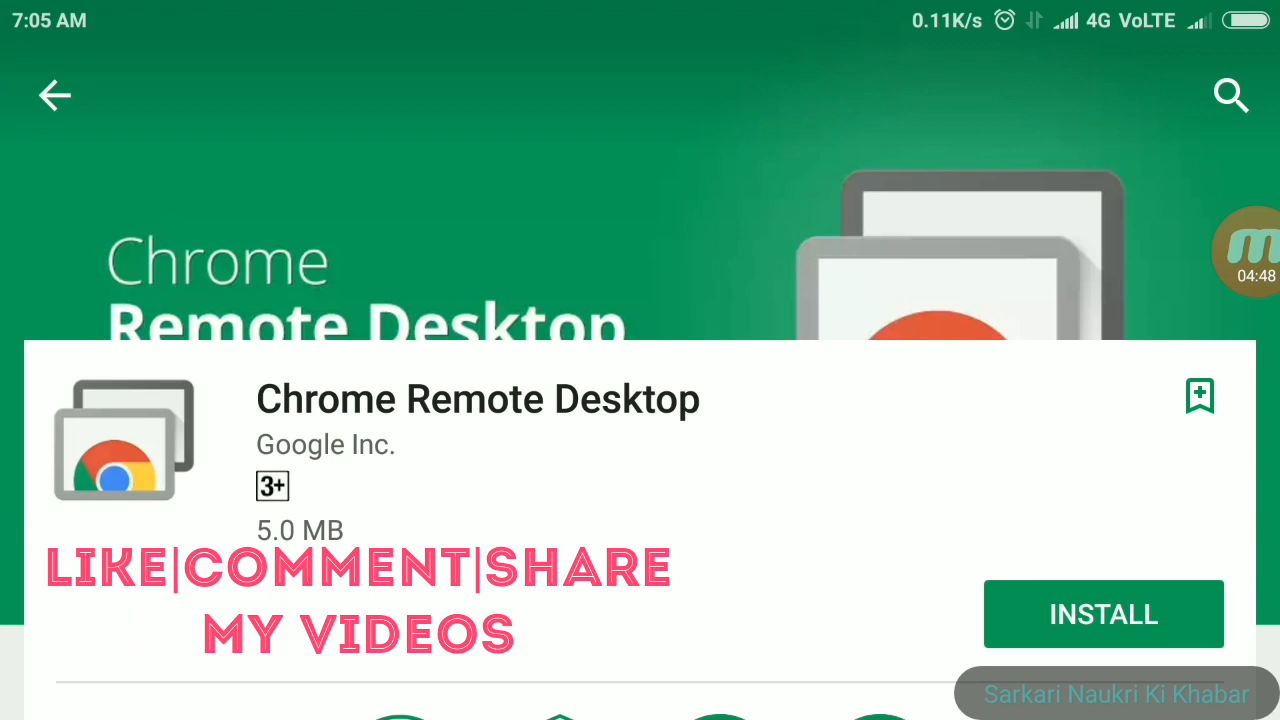 7:05 AM
0.11K/s 4G VoLTE
04:48
Chrome
Remote Desktop
Chrome Remote Desktop
Google Inc.
3+
5.0 MB
LIKE|COMMENT|SHARE
MY VIDEOS
INSTALL
Sarkari Naukri Ki Khabar